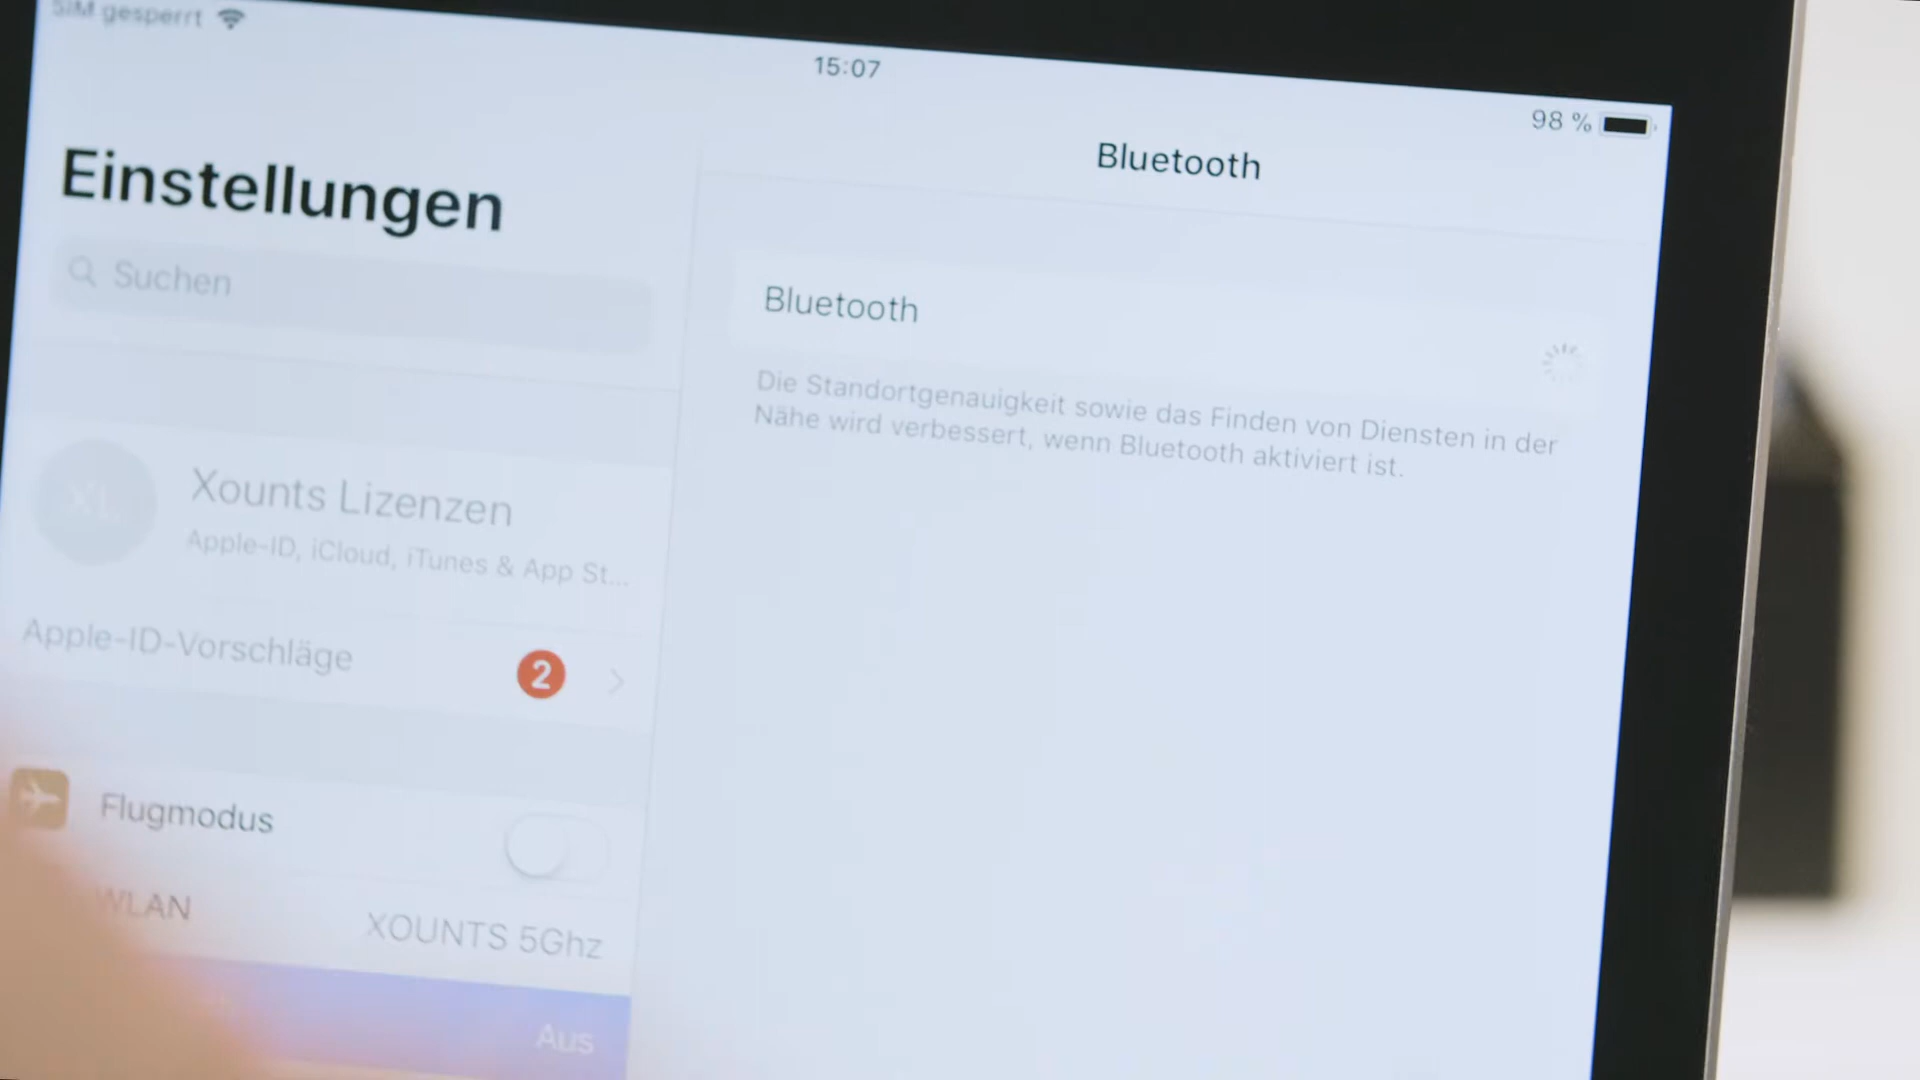 SIM gesperrt
15:07
98 %
Einstellungen
Suchen
Xounts Lizenzen
Apple-ID, iCloud, iTunes & App St...
Apple-ID-Vorschläge
2
Flugmodus
WLAN
XOUNTS 5Ghz
Aus
Bluetooth
Bluetooth
Die Standortgenauigkeit sowie das Finden von Diensten in der
Nähe wird verbessert, wenn Bluetooth aktiviert ist.